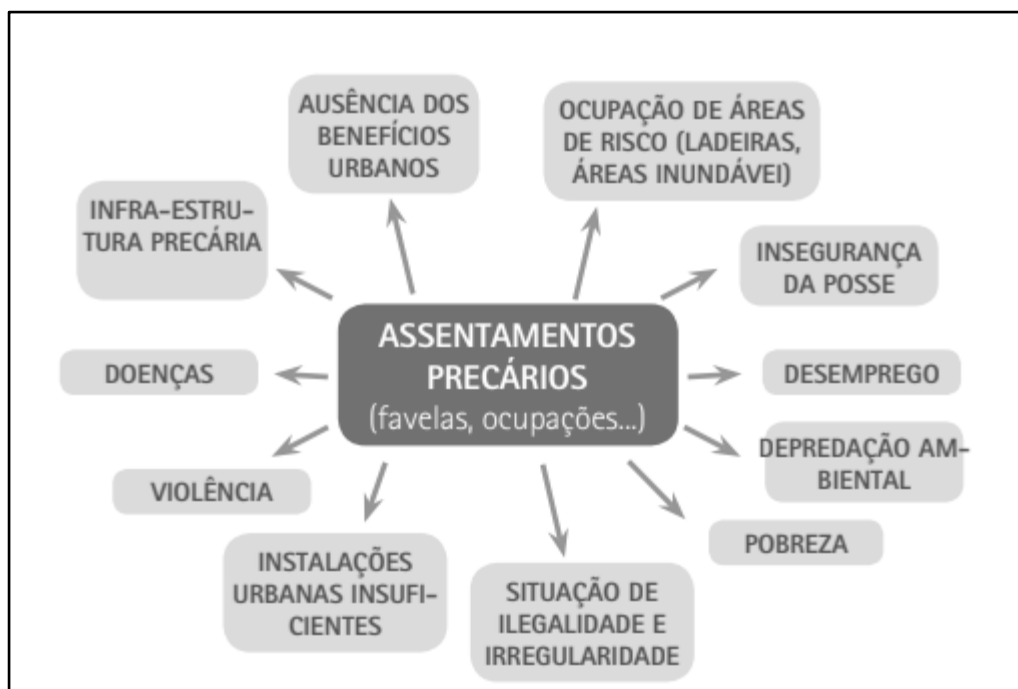 AUSÊNCIA DOS
BENEFÍCIOS
URBANOS
OCUPAÇÃO DE ÁREAS
DE RISCO (LADEIRAS,
ÁREAS INUNDÁVEI)
INFRA-ESTRU-
TURA PRECÁRIA
INSEGURANÇA
DA POSSE
ASSENTAMENTOS
PRECÁRIOS
(favelas, ocupações...)
DOENÇAS
DESEMPREGO
DEPREDAÇÃO AM-
BIENTAL
VIOLÊNCIA
POBREZA
INSTALAÇÕES
URBANAS INSUFI-
CIENTES
SITUAÇÃO DE
ILEGALIDADE E
IRREGULARIDADE